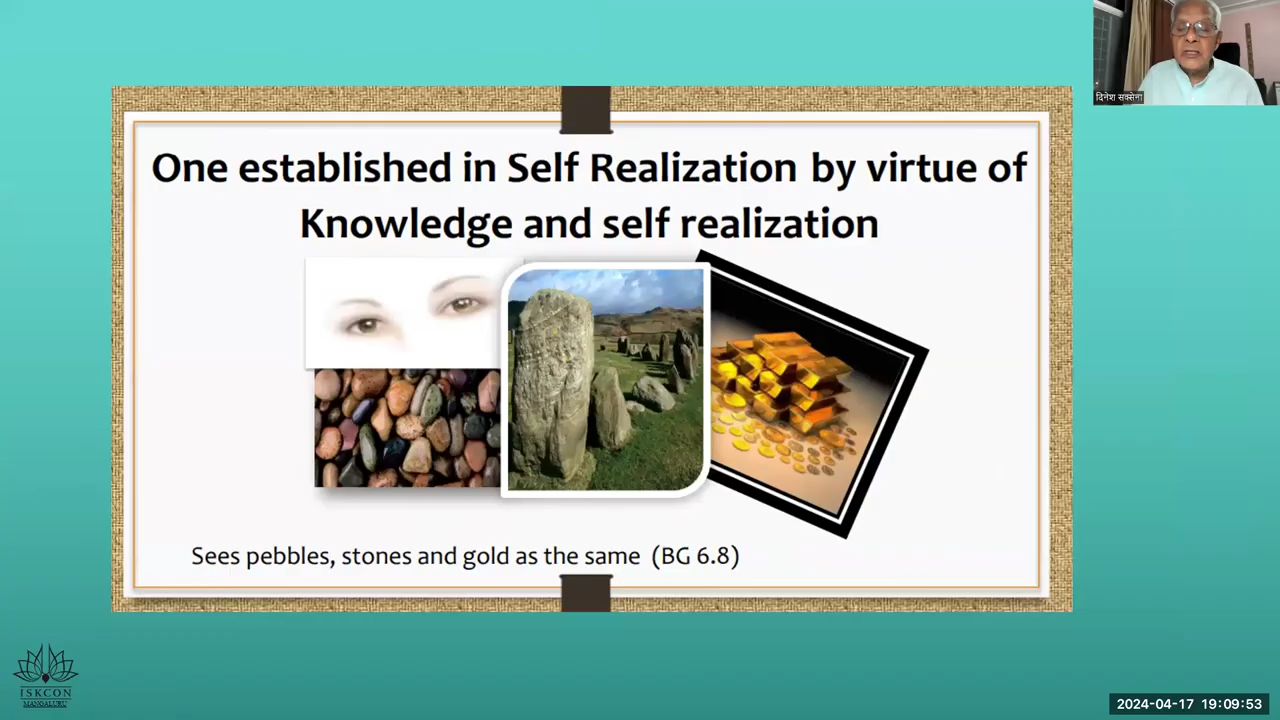 दिनेश सक्सेना
One established in Self Realization by virtue of
Knowledge and self realization
Sees pebbles, stones and gold as the same (BG 6.8)
ISKCON
MANGALURU
2024-04-17 19:09:53